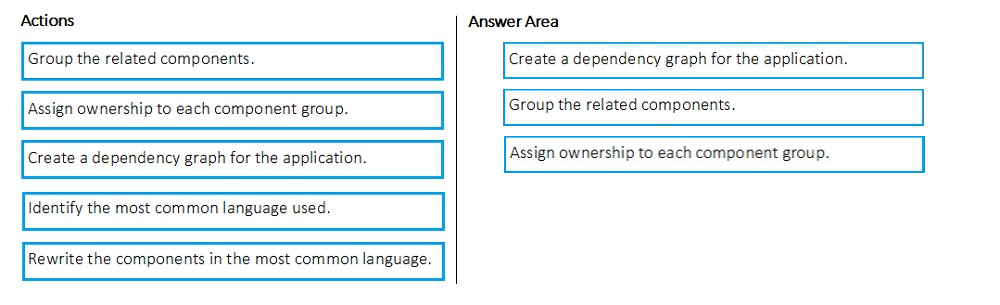 Actions
Group the related components.
Assign ownership to each component group.
Create a dependency graph for the application.
Identify the most common language used.
Rewrite the components in the most common language.
Answer Area
Create a dependency graph for the application.
Group the related components.
Assign ownership to each component group.